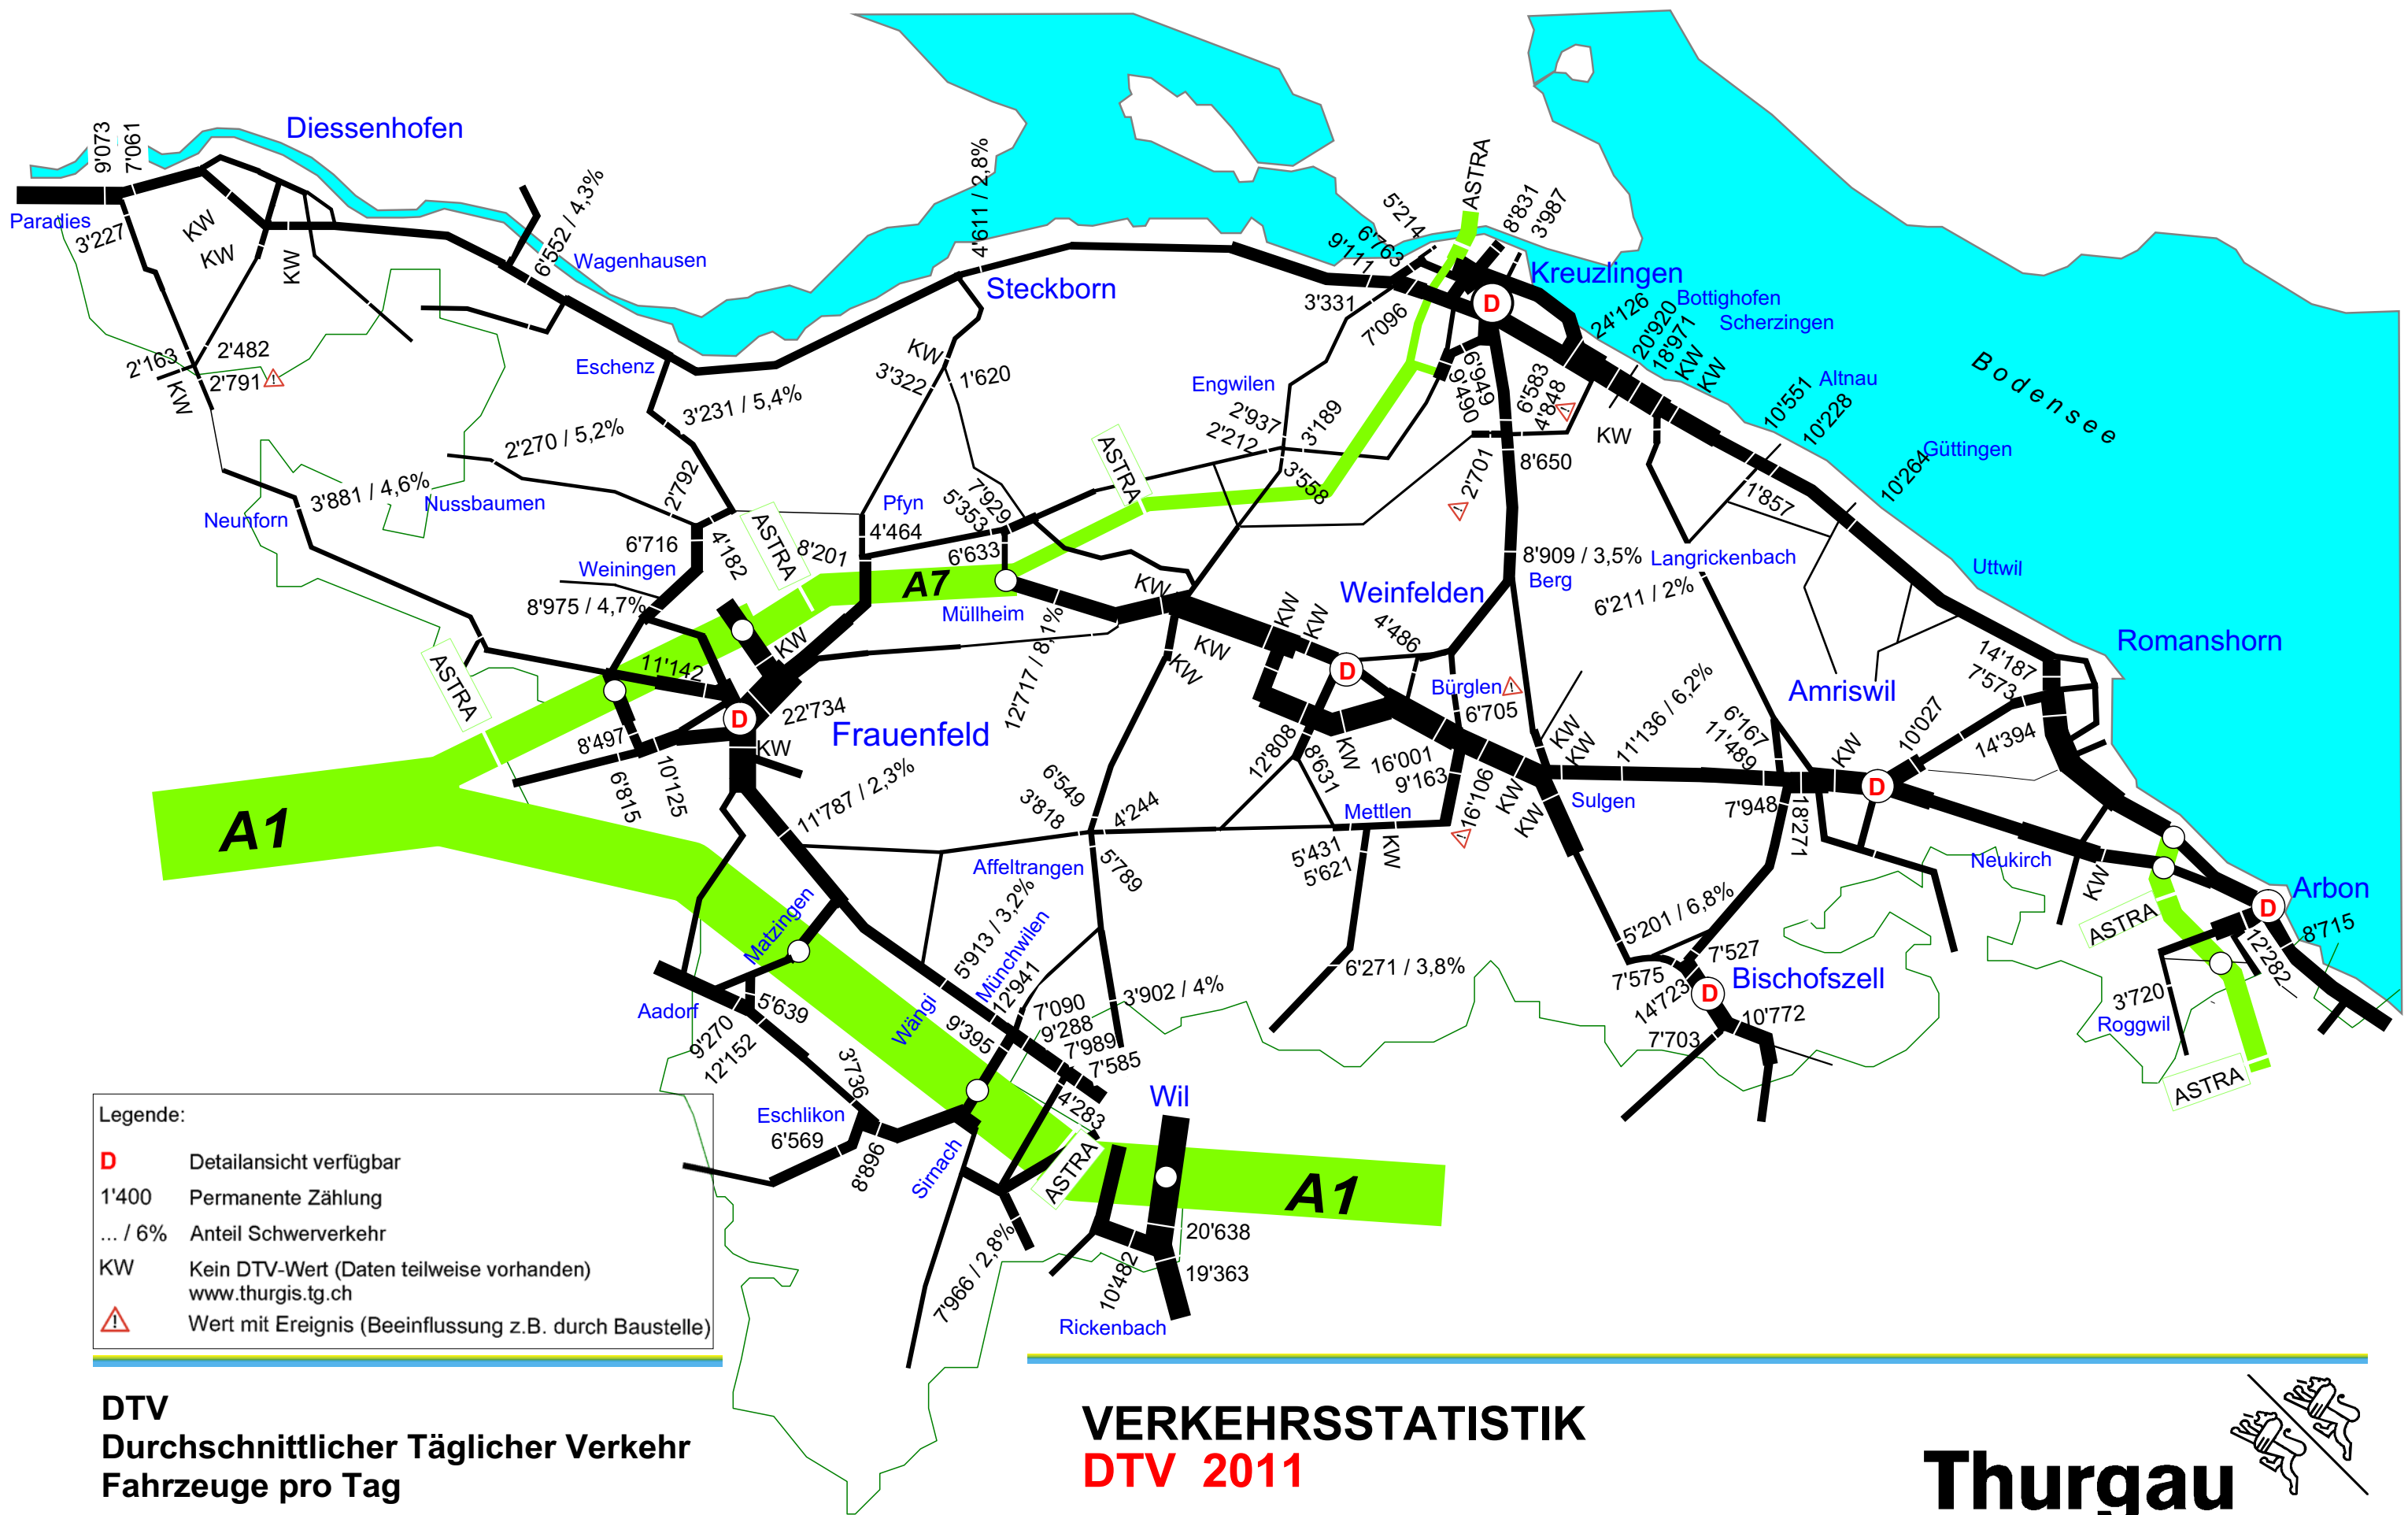 Diessenhofen
9'073
7'061
Paradies
3'227
KW
KW
KW
6'552 / 4,3%
Wagenhausen
4'611 / 2,8%
Steckborn
5'214
6'763
9'111
ASTRA
8'831
3'987
Kreuzlingen
D
3'331
7'096
24'126
20'920
18'971
KW
KW
Bottighofen
Scherzingen
Bodensee
2'163
2'482
2'791
KW
Eschenz
3'231 / 5,4%
KW
3'322
1'620
Engwilen
2'937
2'212
3'189
6'949
9'490
6'583
4'848
KW
10'551
Altnau
10'228
10'264
Güttingen
2'270 / 5,2%
3'881 / 4,6%
Neunforn
Nussbaumen
2'792
ASTRA
Pfyn
7'929
5'353
ASTRA
3'558
2'701
8'650
1'857
6'716
Weiningen
4'182
8'201
4'464
6'633
A7
Müllheim
8'975 / 4,7%
KW
8'909 / 3,5%
Berg
Langrickenbach
6'211 / 2%
Uttwil
Weinfelden
KW
KW
KW
4'486
12'717 / 8,1%
KW
KW
Romanshorn
ASTRA
11'142
22'734
D
Frauenfeld
KW
D
Bürglen
6'705
11'136 / 6,2%
Amriswil
14'187
7'573
8'497
6'815
10'125
11'787 / 2,3%
6'549
3'818
4'244
12'808
8'631
KW
16'001
9'163
16'106
KW
KW
KW
KW
Sulgen
6'167
11'489
KW
D
10'027
14'394
7'948
18'271
A1
Mettlen
5'431
5'621
KW
Affeltrangen
5'789
Neukirch
KW
Arbon
D
8'715
12'282
ASTRA
Matzingen
5'913 / 3,2%
Münchwilen
12'941
Wängi
9'395
7'090
9'288
7'989
7'585
3'902 / 4%
6'271 / 3,8%
5'201 / 6,8%
7'527
7'575
14'723
D
Bischofszell
10'772
7'703
3'720
Roggwil
ASTRA
Aadorf
5'639
9'270
12'152
3'736
Eschlikon
6'569
8'896
Sirnach
4'283
ASTRA
Wil
A1
20'638
19'363
10'482
7'966 / 2,8%
Rickenbach
Legende:
D Detailansicht verfügbar
1'400 Permanente Zählung
... / 6% Anteil Schwerverkehr
KW Kein DTV-Wert (Daten teilweise vorhanden)
www.thurgis.tg.ch
Wert mit Ereignis (Beeinflussung z.B. durch Baustelle)
DTV
Durchschnittlicher Täglicher Verkehr
Fahrzeuge pro Tag
VERKEHRSSTATISTIK
DTV 2011
Thurgau